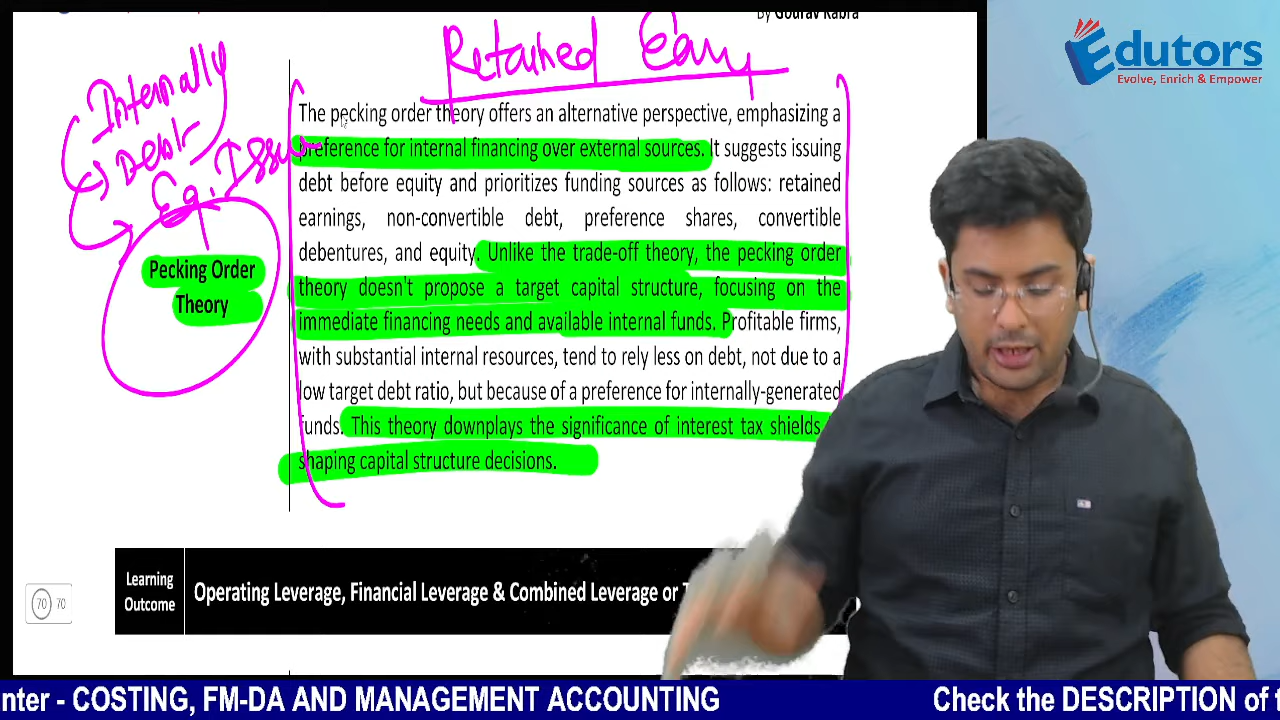 By Gourav Kabra
Edutors
Evolve, Enrich & Empower
Retained Earn
Internally
Debt
Eq. Issue
The pecking order theory offers an alternative perspective, emphasizing a
preference for internal financing over external sources. It suggests issuing
debt before equity and prioritizes funding sources as follows: retained
earnings, non-convertible debt, preference shares, convertible
debentures, and equity. Unlike the trade-off theory, the pecking order
theory doesn't propose a target capital structure, focusing on the
immediate financing needs and available internal funds. Profitable firms,
with substantial internal resources, tend to rely less on debt, not due to a
low target debt ratio, but because of a preference for internally-generated
funds. This theory downplays the significance of interest tax shields
shaping capital structure decisions.
Pecking Order
Theory
Learning
Outcome
Operating Leverage, Financial Leverage & Combined Leverage or T
70 70
nter - COSTING, FM-DA AND MANAGEMENT ACCOUNTING
Check the DESCRIPTION of t